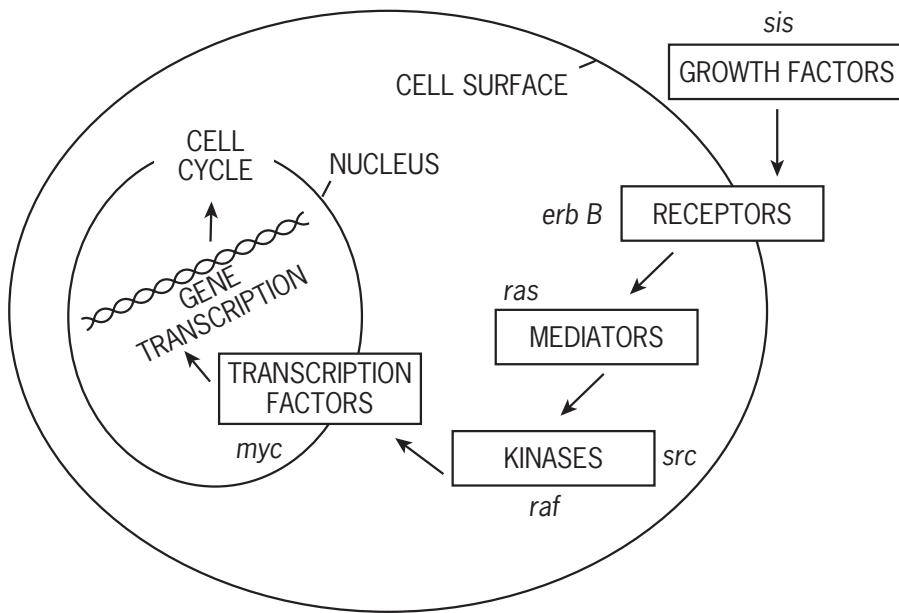 sis
GROWTH FACTORS
CELL SURFACE
CELL
CYCLE
NUCLEUS
erb B
RECEPTORS
GENE
TRANSCRIPTION
ras
MEDIATORS
TRANSCRIPTION
FACTORS
myc
KINASES
src
raf